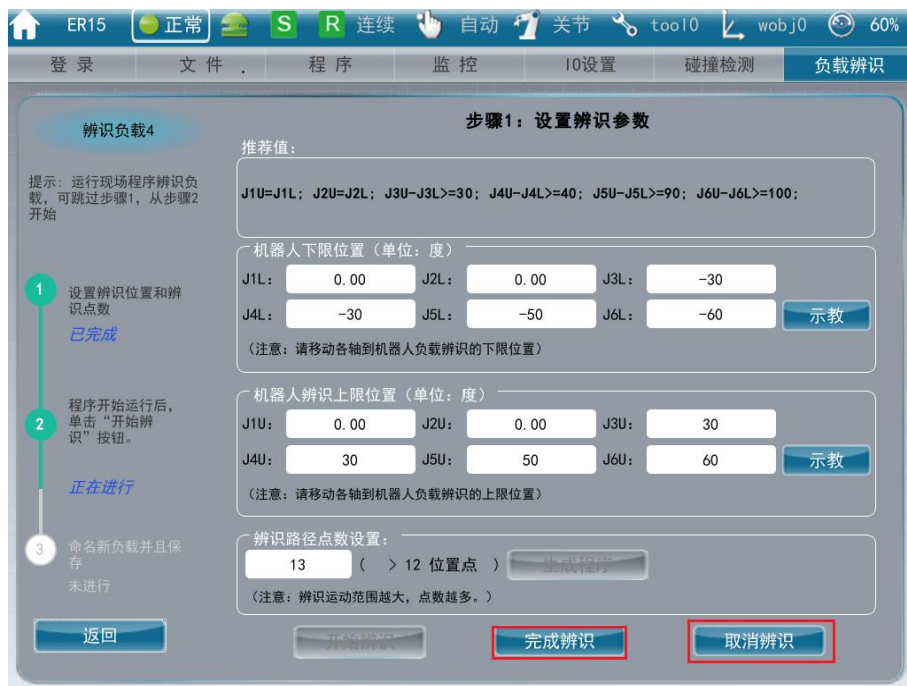 ER15 正常 S R 连续 自动 关节 tool0 wobj0 60%
登录 文件 . 程序 监控 IO设置 碰撞检测 负载辨识
辨识负载4
步骤1：设置辨识参数
提示：运行现场程序辨识负
载，可跳过步骤1，从步骤2
开始
推荐值：
J1U=J1L; J2U=J2L; J3U-J3L>=30; J4U-J4L>=40; J5U-J5L>=90; J6U-J6L>=100;
机器人下限位置（单位：度）
J1L: 0.00 J2L: 0.00 J3L: -30
J4L: -30 J5L: -50 J6L: -60 示教
（注意：请移动各轴到机器人负载辨识的下限位置）
1 设置辨识位置和辨
识点数
已完成
机器人辨识上限位置（单位：度）
J1U: 0.00 J2U: 0.00 J3U: 30
J4U: 30 J5U: 50 J6U: 60 示教
（注意：请移动各轴到机器人负载辨识的上限位置）
2 程序开始运行后，
单击“开始辨
识”按钮。
正在进行
辨识路径点数设置：
13 （ > 12 位置点 ） 生成程序
（注意：辨识运动范围越大，点数越多。）
3 命名新负载并且保
存
未进行
返回 开始辨识 完成辨识 取消辨识